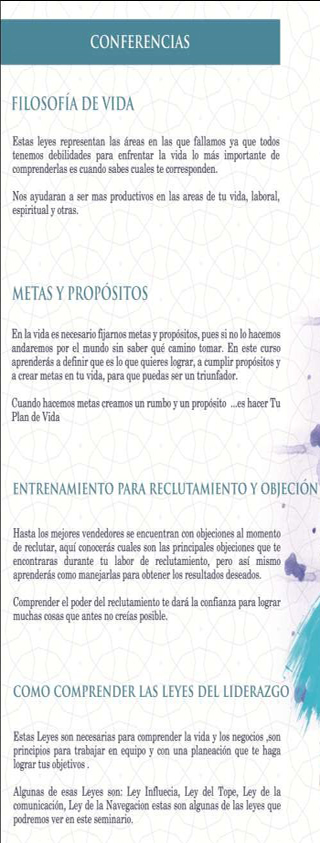 CONFERENCIAS
FILOSOFÍA DE VIDA
Estas leyes representan las áreas en las que fallamos ya que todos
tenemos debilidades para enfrentar la vida lo más importante de
comprenderlas es cuando sabes cuales te corresponden.
Nos ayudaran a ser mas productivos en las areas de tu vida, laboral,
espiritual y otras.
METAS Y PROPÓSITOS
En la vida es necesario fijarnos metas y propósitos, pues si no lo hacemos
andaremos por el mundo sin saber qué camino tomar. En este curso
aprenderás a definir que es lo que quieres lograr, a cumplir propósitos y
a crear metas en tu vida, para que puedas ser un triunfador.
Cuando hacemos metas creamos un rumbo y un propósito ...es hacer Tu
Plan de Vida
ENTRENAMIENTO PARA RECLUTAMIENTO Y OBJECIÓN
Hasta los mejores vendedores se encuentran con objeciones al momento
de reclutar, aquí conocerás cuales son las principales objeciones que te
encontraras durante tu labor de reclutamiento, pero así mismo
aprenderás como manejarlas para obtener los resultados deseados.
Comprender el poder del reclutamiento te dará la confianza para lograr
muchas cosas que antes no creías posible.
COMO COMPRENDER LAS LEYES DEL LIDERAZGO
Estas Leyes son necesarias para comprender la vida y los negocios ,son
principios para trabajar en equipo y con una planeación que te haga
lograr tus objetivos .
Algunas de esas Leyes son: Ley Influecia, Ley del Tope, Ley de la
comunicación, Ley de la Navegacion estas son algunas de las leyes que
podremos ver en este seminario.